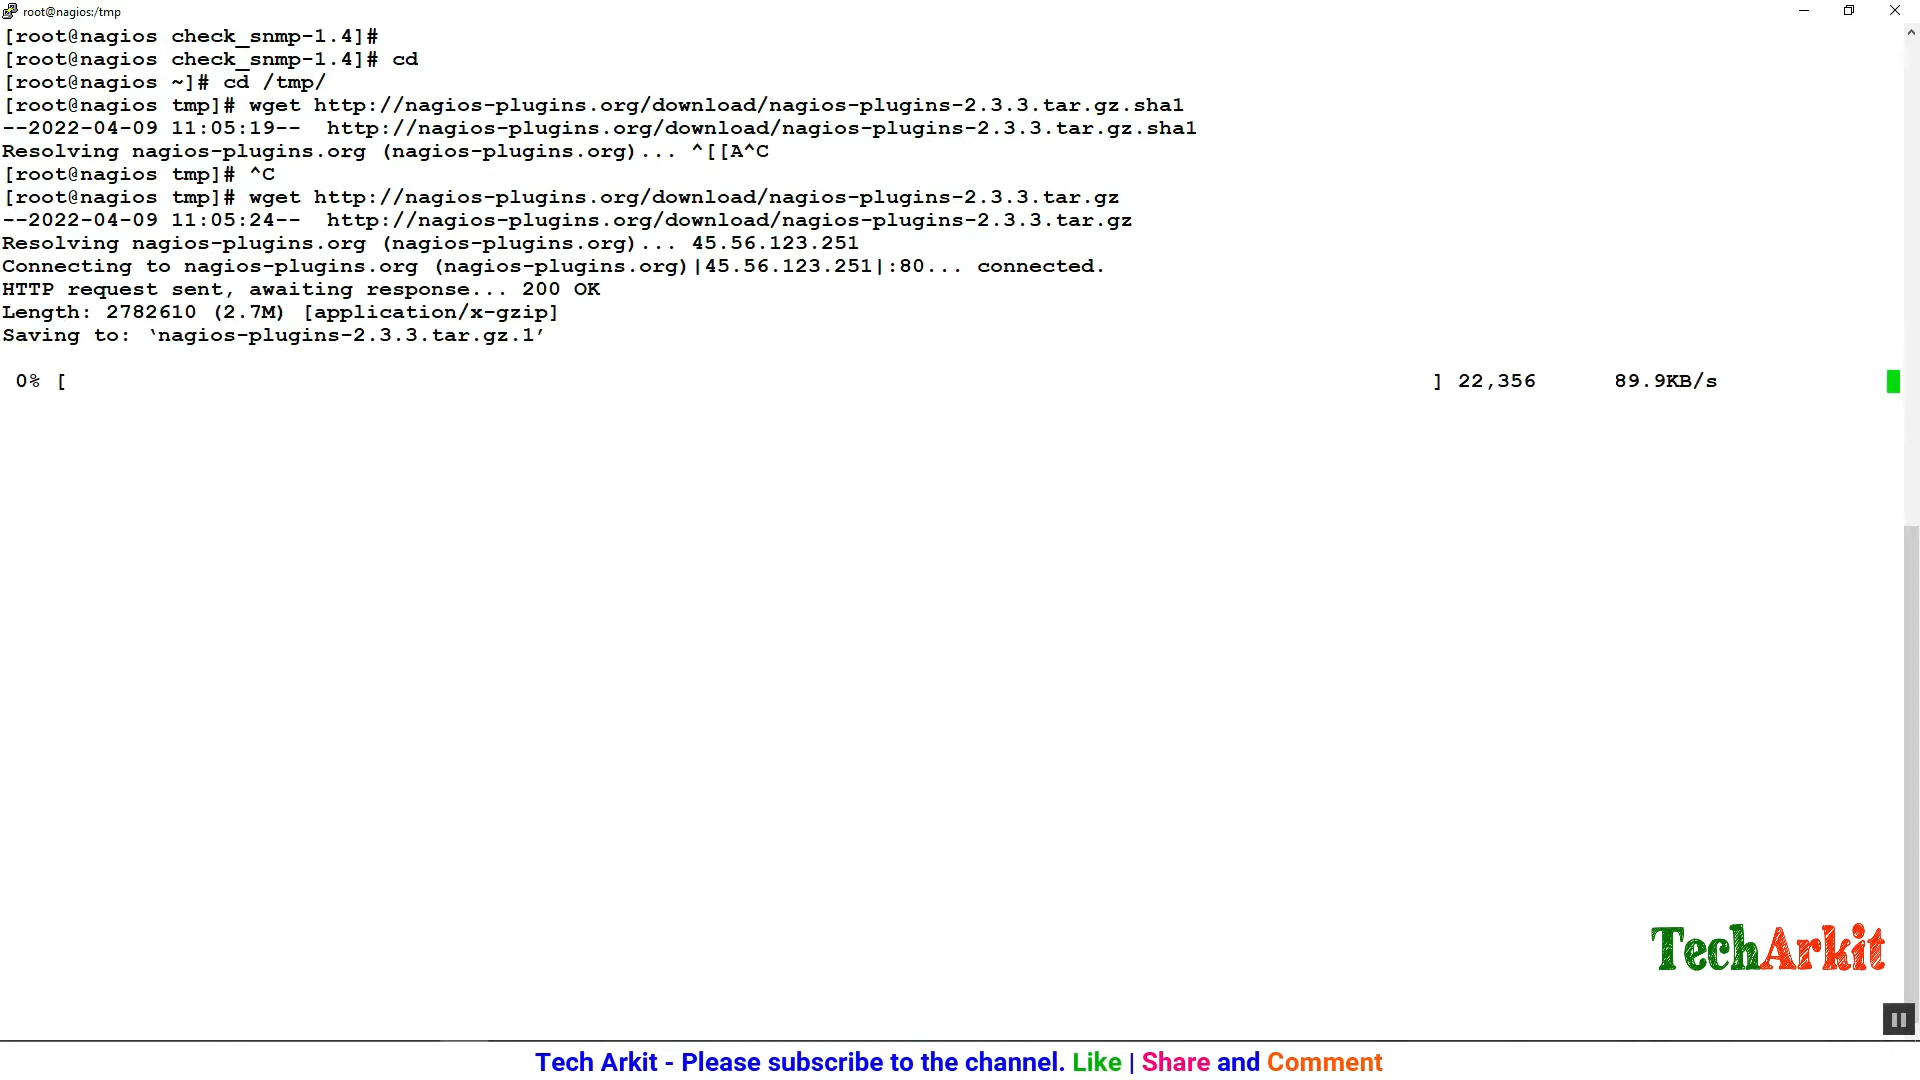 root@nagios:/tmp
[root@nagios check_snmp-1.4]#
[root@nagios check_snmp-1.4]# cd
[root@nagios ~]# cd /tmp/
[root@nagios tmp]# wget http://nagios-plugins.org/download/nagios-plugins-2.3.3.tar.gz.sha1
--2022-04-09 11:05:19--  http://nagios-plugins.org/download/nagios-plugins-2.3.3.tar.gz.sha1
Resolving nagios-plugins.org (nagios-plugins.org)... ^[[A^C
[root@nagios tmp]# ^C
[root@nagios tmp]# wget http://nagios-plugins.org/download/nagios-plugins-2.3.3.tar.gz
--2022-04-09 11:05:24--  http://nagios-plugins.org/download/nagios-plugins-2.3.3.tar.gz
Resolving nagios-plugins.org (nagios-plugins.org)... 45.56.123.251
Connecting to nagios-plugins.org (nagios-plugins.org)|45.56.123.251|:80... connected.
HTTP request sent, awaiting response... 200 OK
Length: 2782610 (2.7M) [application/x-gzip]
Saving to: ‘nagios-plugins-2.3.3.tar.gz.1’
0% [ ] 22,356 89.9KB/s
TechArkit
Tech Arkit - Please subscribe to the channel. Like | Share and Comment